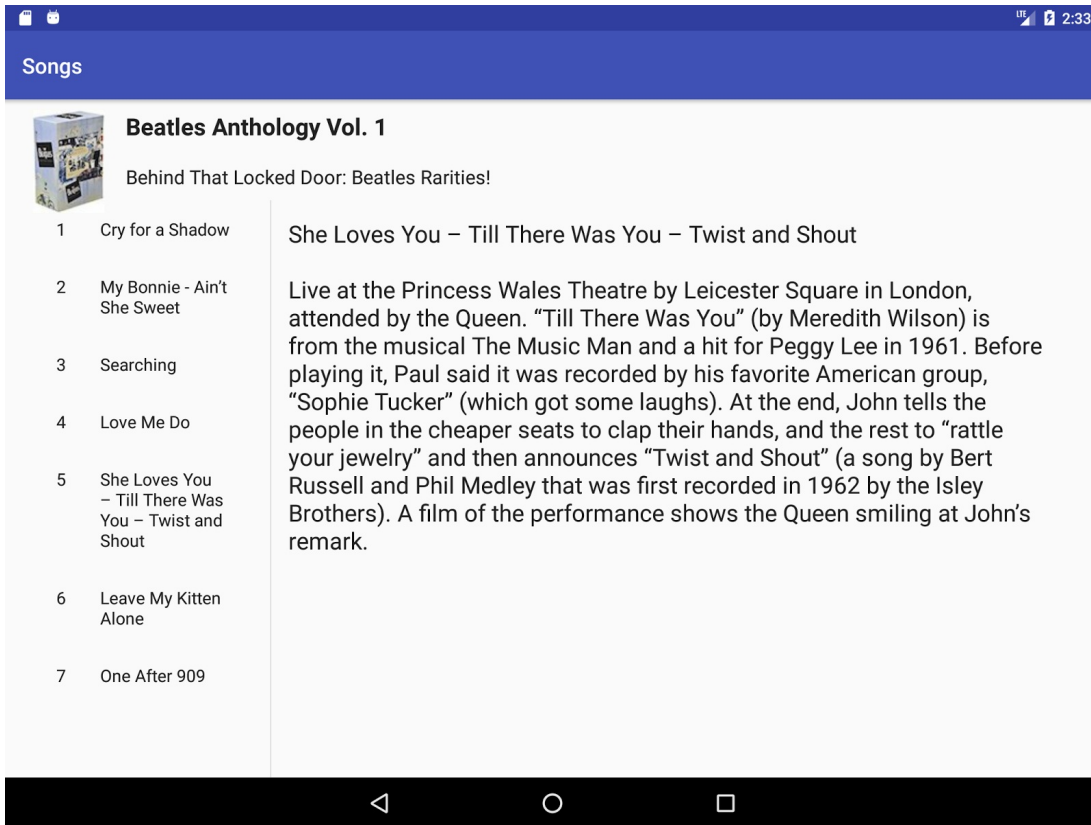 LTE 2:33
Songs
Beatles Anthology Vol. 1
Behind That Locked Door: Beatles Rarities!
1 Cry for a Shadow
2 My Bonnie - Ain’t
She Sweet
3 Searching
4 Love Me Do
5 She Loves You
– Till There Was
You – Twist and
Shout
6 Leave My Kitten
Alone
7 One After 909
She Loves You – Till There Was You – Twist and Shout
Live at the Princess Wales Theatre by Leicester Square in London,
attended by the Queen. “Till There Was You” (by Meredith Wilson) is
from the musical The Music Man and a hit for Peggy Lee in 1961. Before
playing it, Paul said it was recorded by his favorite American group,
“Sophie Tucker” (which got some laughs). At the end, John tells the
people in the cheaper seats to clap their hands, and the rest to “rattle
your jewelry” and then announces “Twist and Shout” (a song by Bert
Russell and Phil Medley that was first recorded in 1962 by the Isley
Brothers). A film of the performance shows the Queen smiling at John’s
remark.